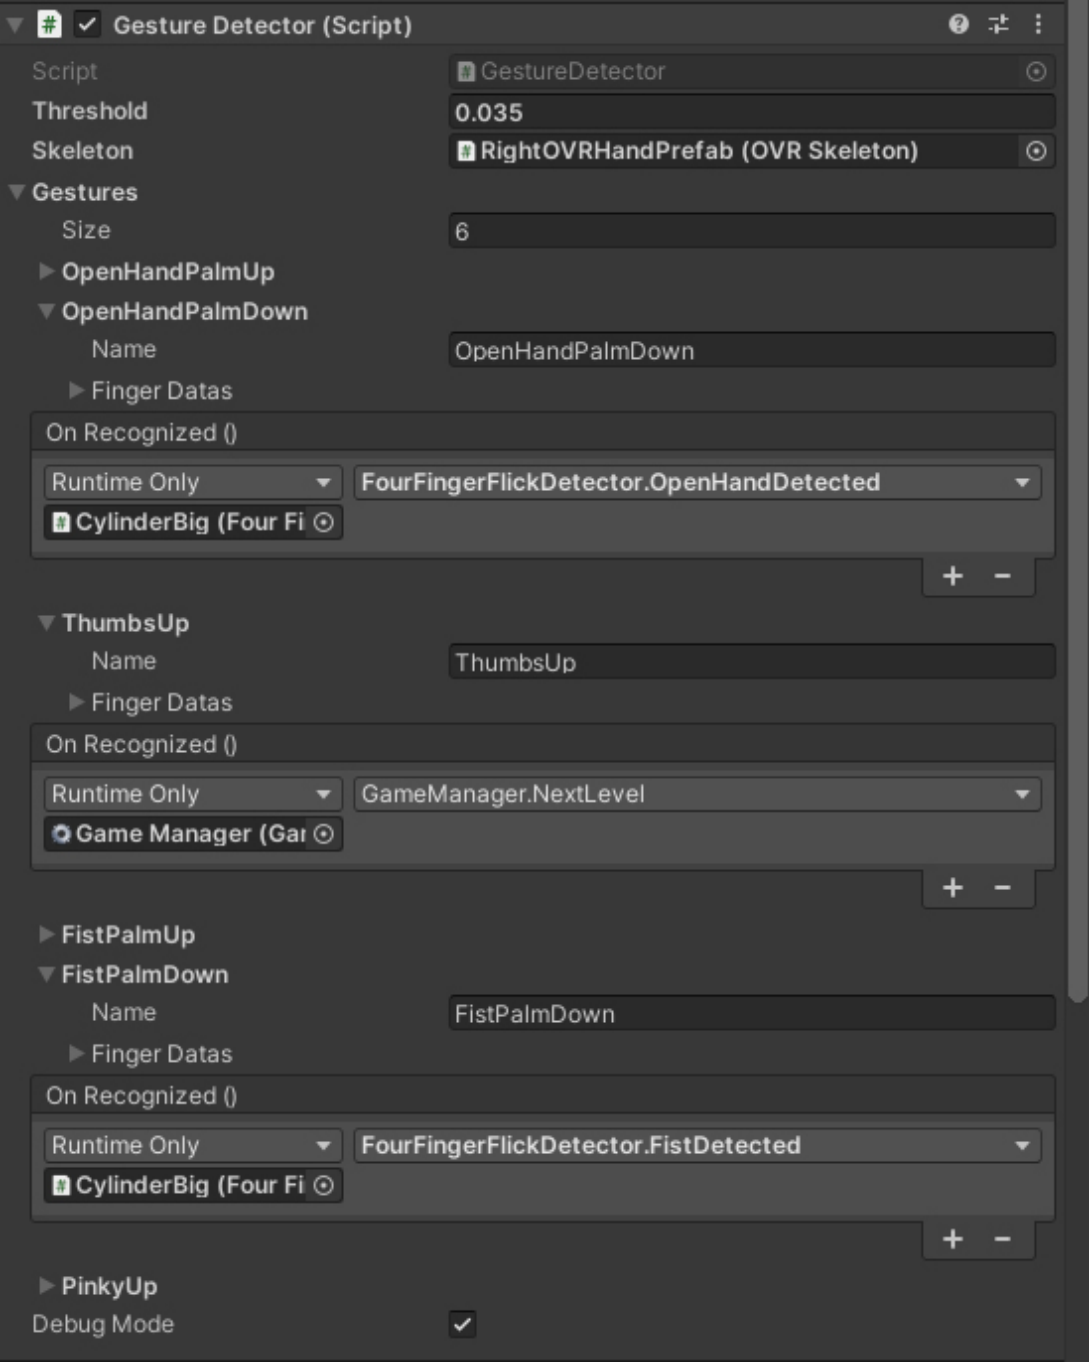 Gesture Detector (Script)
Script GestureDetector
Threshold 0.035
Skeleton RightOVRHandPrefab (OVR Skeleton)
Gestures
Size 6
OpenHandPalmUp
OpenHandPalmDown
Name OpenHandPalmDown
Finger Datas
On Recognized ()
Runtime Only FourFingerFlickDetector.OpenHandDetected
CylinderBig (Four Fi
+ −
ThumbsUp
Name ThumbsUp
Finger Datas
On Recognized ()
Runtime Only GameManager.NextLevel
Game Manager (Gar
+ −
FistPalmUp
FistPalmDown
Name FistPalmDown
Finger Datas
On Recognized ()
Runtime Only FourFingerFlickDetector.FistDetected
CylinderBig (Four Fi
+ −
PinkyUp
Debug Mode